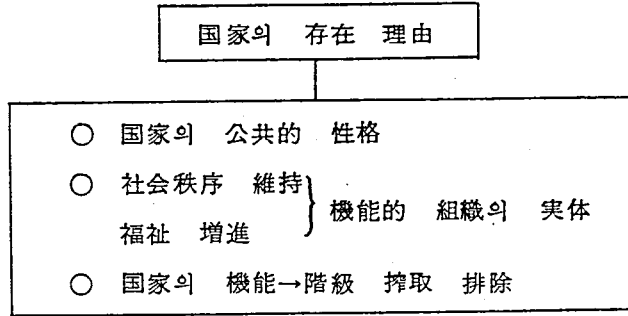 国家의 存在 理由
○ 国家의 公共的 性格
○ 社会秩序 維持
福祉 増進 } 機能的 組織의 実体
○ 国家의 機能→階級 搾取 排除